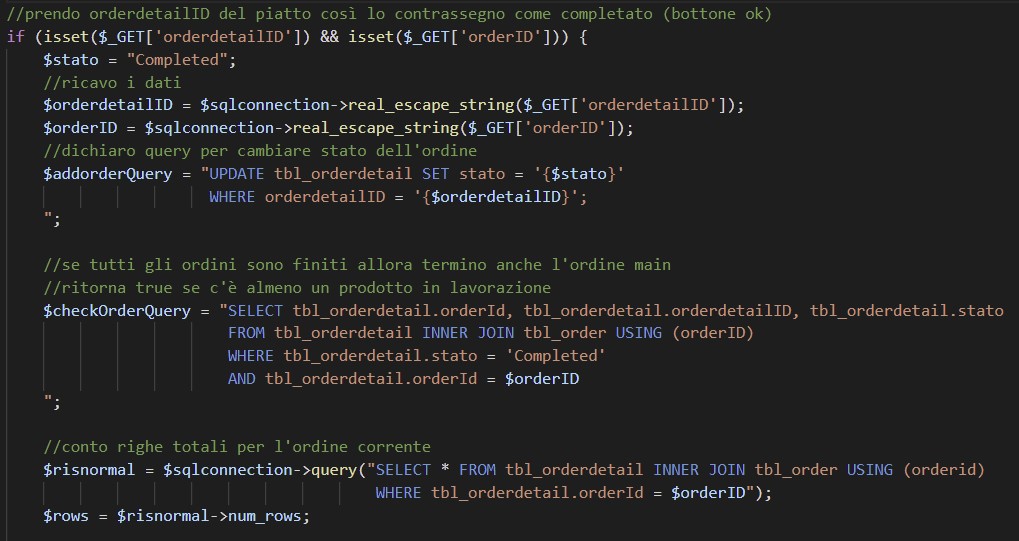 //prendo orderdetailID del piatto così lo contrassegno come completato (bottone ok)
if (isset($_GET['orderdetailID']) && isset($_GET['orderID'])) {
    $stato = "Completed";
    //ricavo i dati
    $orderdetailID = $sqlconnection->real_escape_string($_GET['orderdetailID']);
    $orderID = $sqlconnection->real_escape_string($_GET['orderID']);
    //dichiaro query per cambiare stato dell'ordine
    $addorderQuery = "UPDATE tbl_orderdetail SET stato = '{$stato}'
                      WHERE orderdetailID = '{$orderdetailID}';
    ";
    //se tutti gli ordini sono finiti allora termino anche l'ordine main
    //ritorna true se c'è almeno un prodotto in lavorazione
    $checkOrderQuery = "SELECT tbl_orderdetail.orderId, tbl_orderdetail.orderdetailID, tbl_orderdetail.stato
                        FROM tbl_orderdetail INNER JOIN tbl_order USING (orderID)
                        WHERE tbl_orderdetail.stato = 'Completed'
                        AND tbl_orderdetail.orderId = $orderID
    ";
    //conto righe totali per l'ordine corrente
    $risnormal = $sqlconnection->query("SELECT * FROM tbl_orderdetail INNER JOIN tbl_order USING (orderid)
                                        WHERE tbl_orderdetail.orderId = $orderID");
    $rows = $risnormal->num_rows;